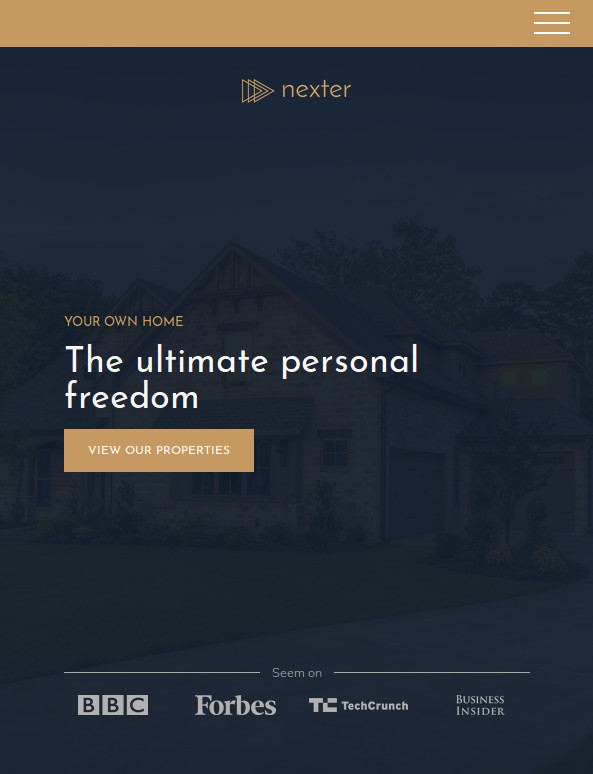 nexter
YOUR OWN HOME
The ultimate personal
freedom
VIEW OUR PROPERTIES
Seem on
BBC
Forbes
TechCrunch
BUSINESS
INSIDER